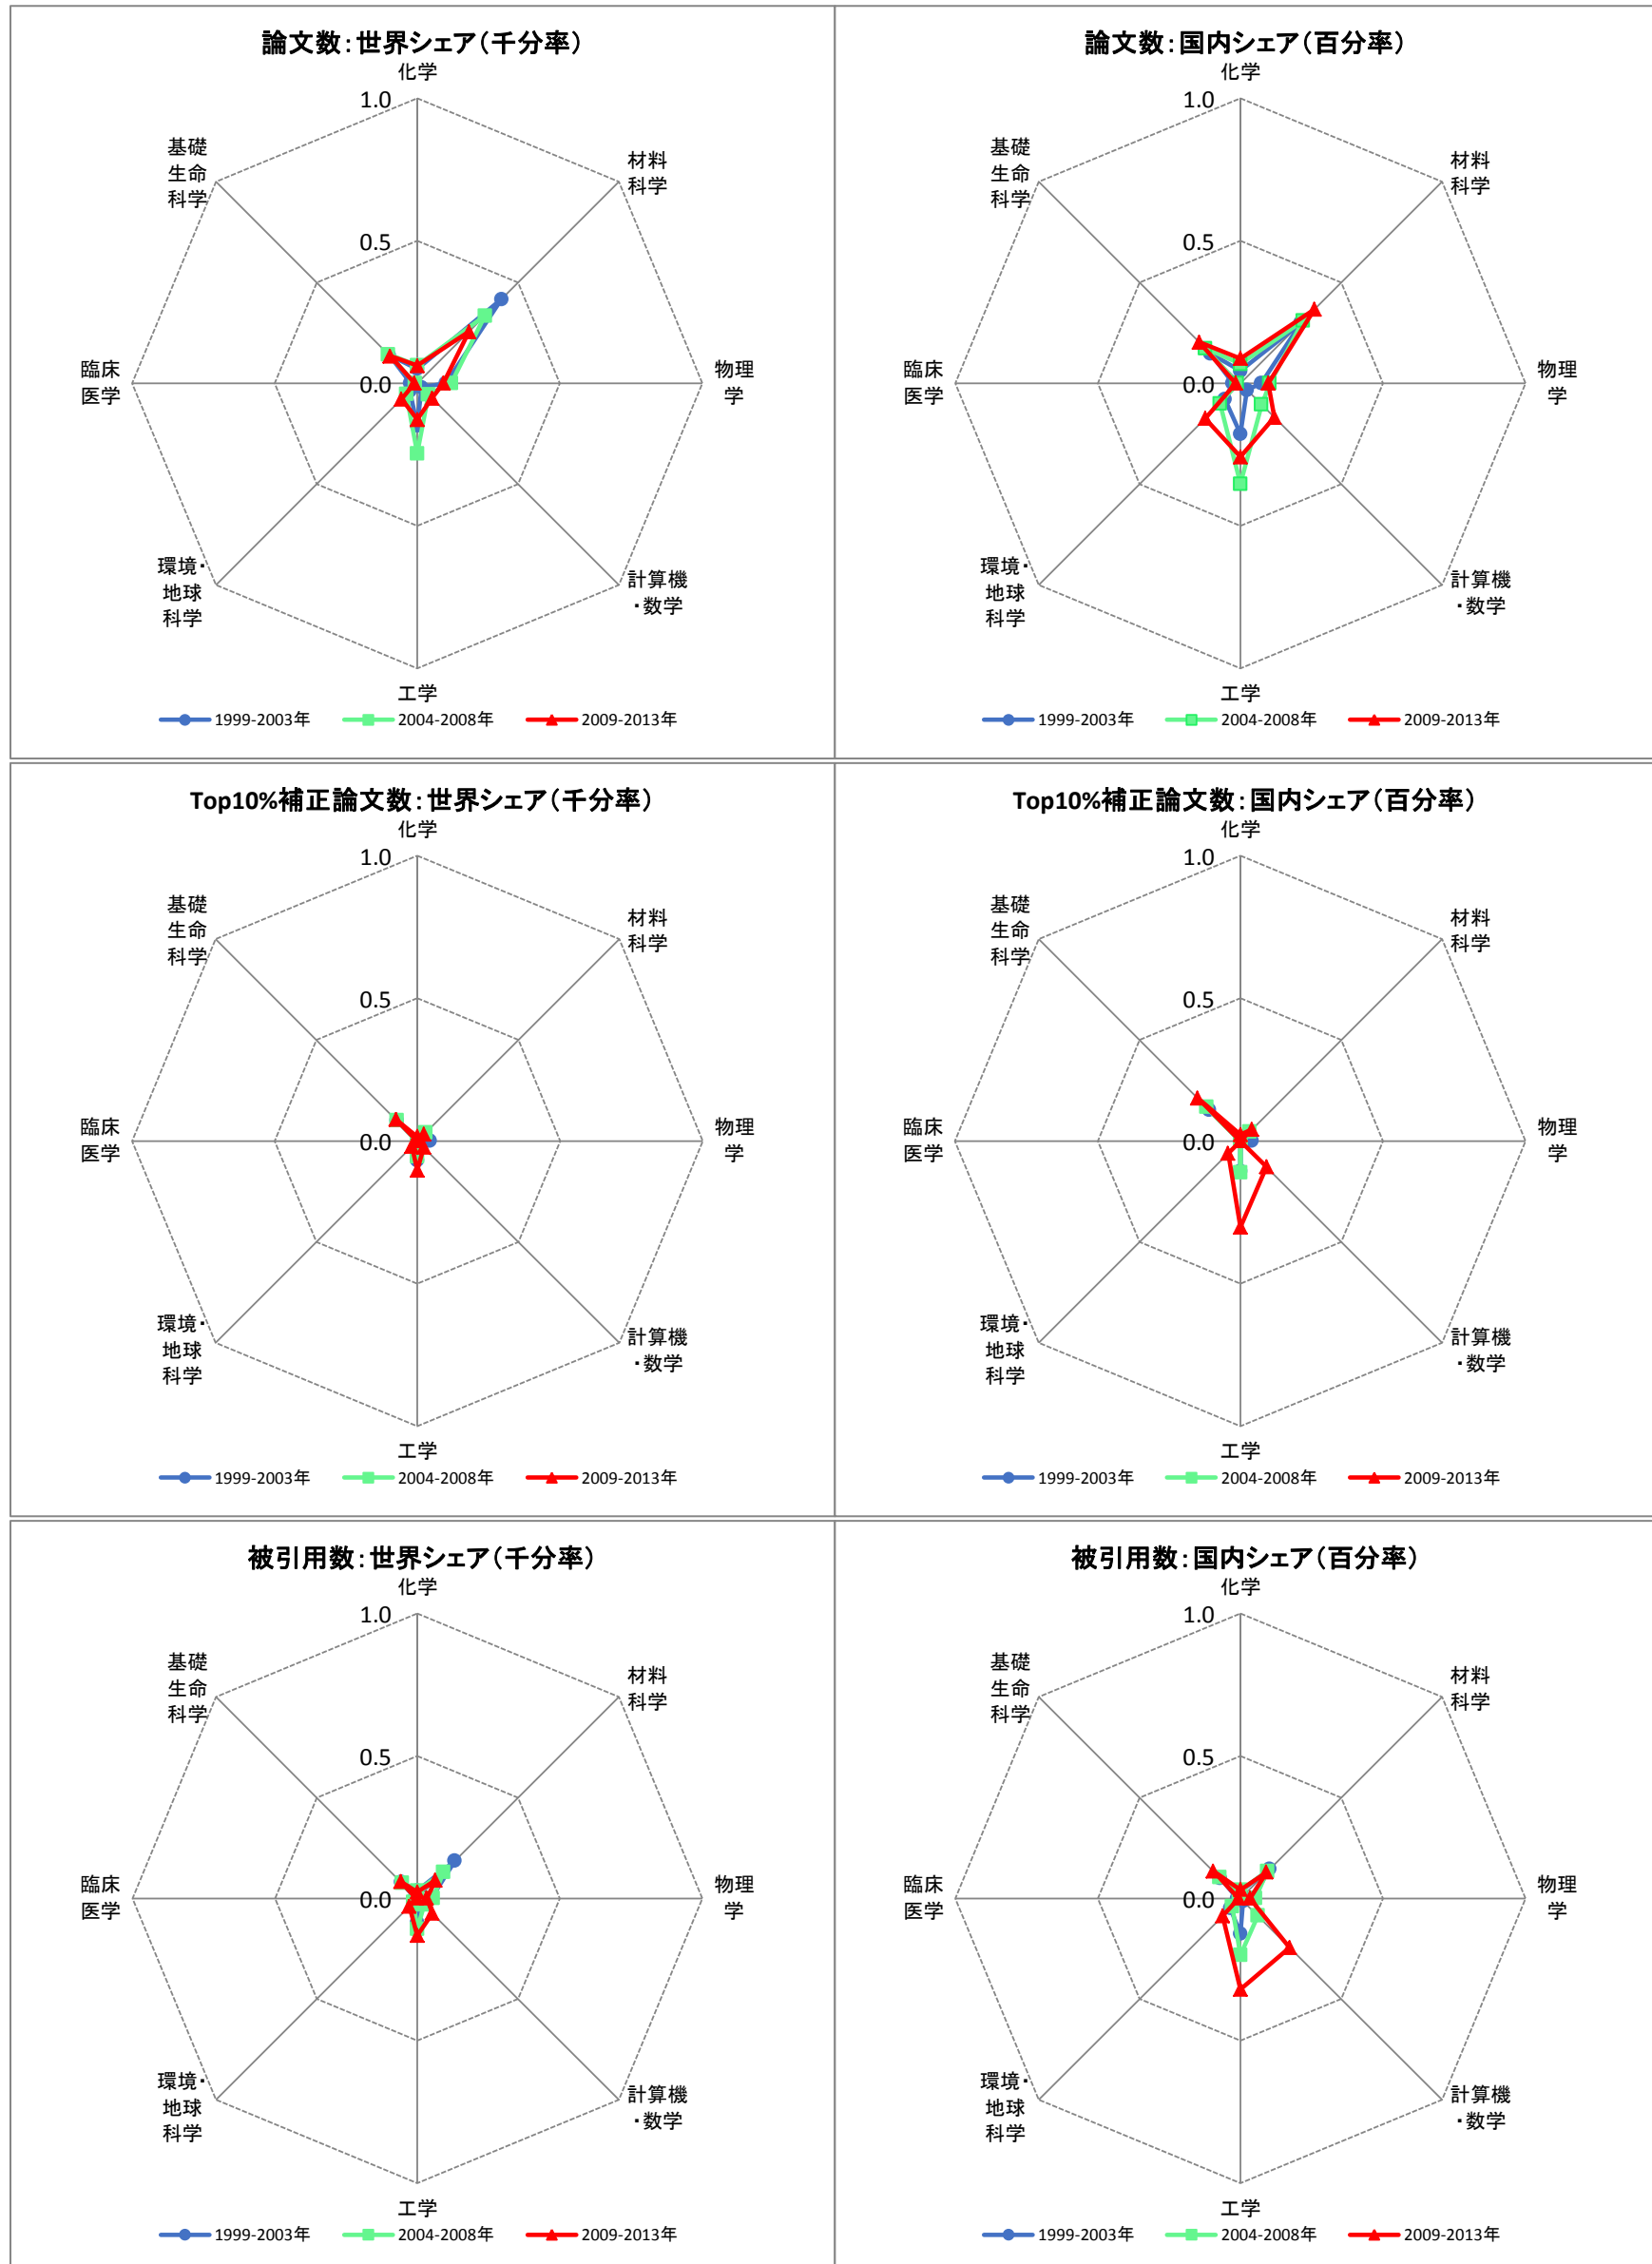 論文数：世界シェア（千分率）
化学
1.0
基礎
生命
科学
材料
科学
0.5
臨床
医学
0.0
物理
学
環境・
地球
科学
計算機
・数学
工学
1999-2003年 2004-2008年 2009-2013年
論文数：国内シェア（百分率）
化学
1.0
基礎
生命
科学
材料
科学
0.5
臨床
医学
0.0
物理
学
環境・
地球
科学
計算機
・数学
工学
1999-2003年 2004-2008年 2009-2013年
Top10%補正論文数：世界シェア（千分率）
化学
1.0
基礎
生命
科学
材料
科学
0.5
臨床
医学
0.0
物理
学
環境・
地球
科学
計算機
・数学
工学
1999-2003年 2004-2008年 2009-2013年
Top10%補正論文数：国内シェア（百分率）
化学
1.0
基礎
生命
科学
材料
科学
0.5
臨床
医学
0.0
物理
学
環境・
地球
科学
計算機
・数学
工学
1999-2003年 2004-2008年 2009-2013年
被引用数：世界シェア（千分率）
化学
1.0
基礎
生命
科学
材料
科学
0.5
臨床
医学
0.0
物理
学
環境・
地球
科学
計算機
・数学
工学
1999-2003年 2004-2008年 2009-2013年
被引用数：国内シェア（百分率）
化学
1.0
基礎
生命
科学
材料
科学
0.5
臨床
医学
0.0
物理
学
環境・
地球
科学
計算機
・数学
工学
1999-2003年 2004-2008年 2009-2013年